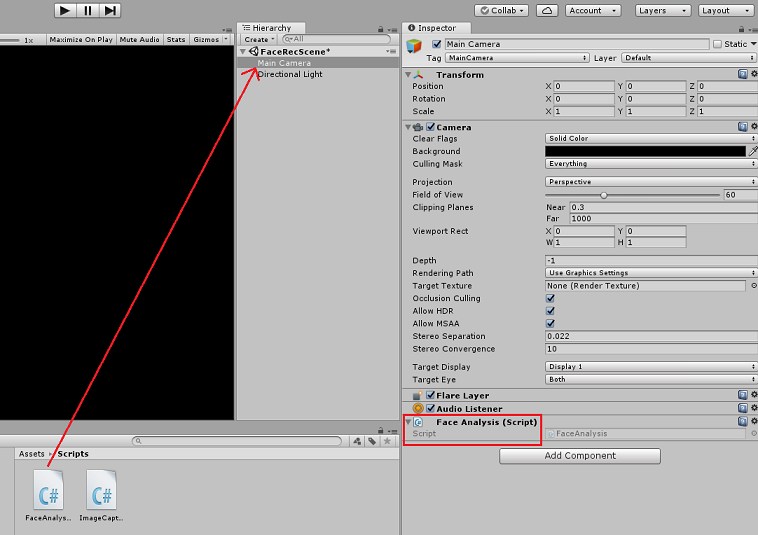 Collab Account Layers Layout
1x Maximize On Play Mute Audio Stats Gizmos
Hierarchy
Create All
FaceRecScene*
Main Camera
Directional Light
Inspector
Main Camera Static
Tag MainCamera Layer Default
Transform
Position X 0 Y 0 Z 0
Rotation X 0 Y 0 Z 0
Scale X 1 Y 1 Z 1
Camera
Clear Flags Solid Color
Background
Culling Mask Everything
Projection Perspective
Field of View 60
Clipping Planes Near 0.3
Far 1000
Viewport Rect X 0 Y 0
W 1 H 1
Depth -1
Rendering Path Use Graphics Settings
Target Texture None (Render Texture)
Occlusion Culling
Allow HDR
Allow MSAA
Stereo Separation 0.022
Stereo Convergence 10
Target Display Display 1
Target Eye Both
Flare Layer
Audio Listener
Face Analysis (Script)
Script FaceAnalysis
Add Component
Assets Scripts
C# C#
FaceAnalys... ImageCapt...